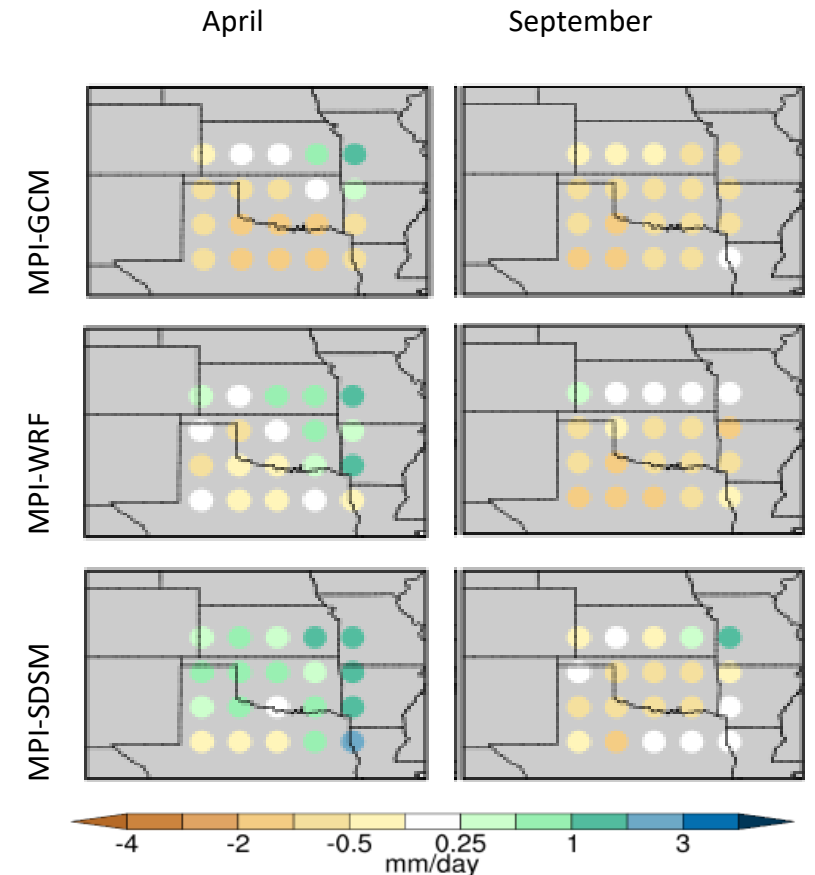 April
September
MPI-GCM
MPI-WRF
MPI-SDSM
-4 -2 -0.5 0.25 1 3
mm/day